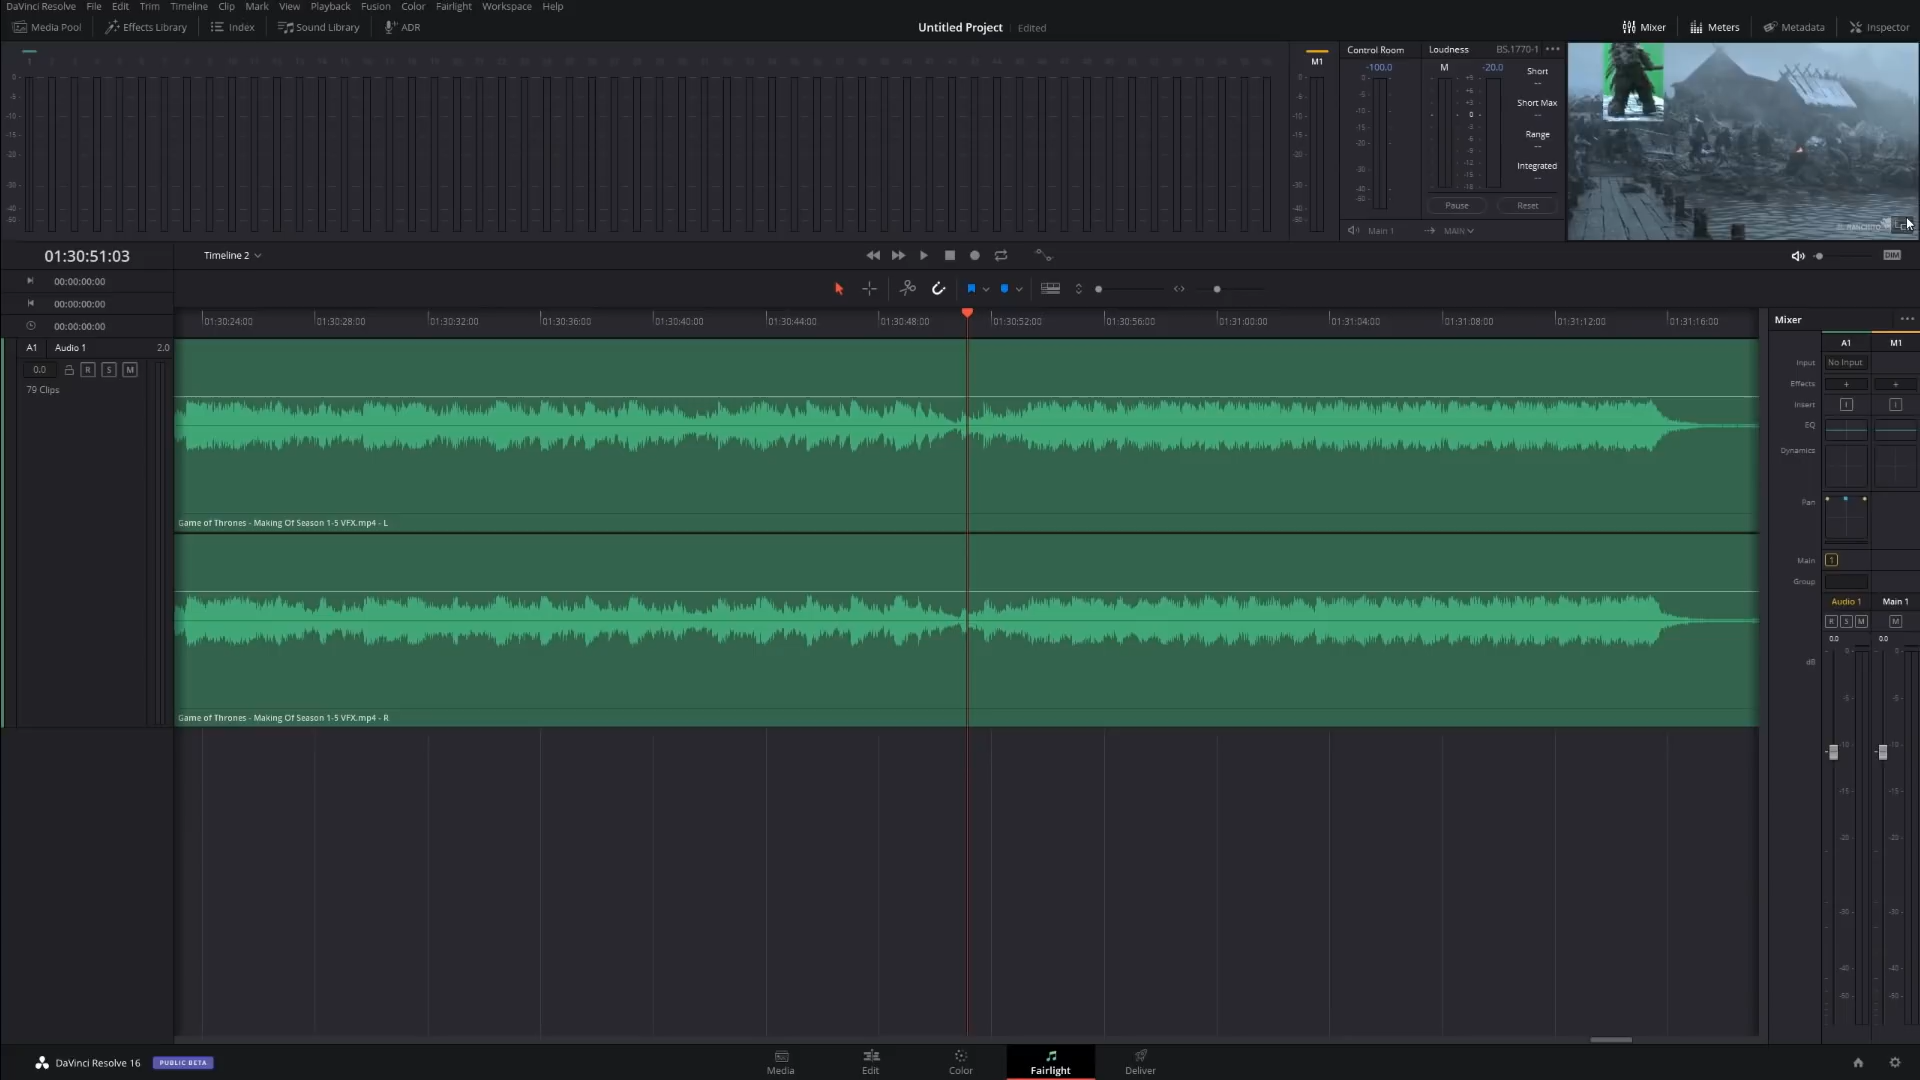 DaVinci Resolve File Edit Trim Timeline Clip Mark View Playback Fusion Color Fairlight Workspace Help
Media Pool Effects Library Index Sound Library ADR Untitled Project Edited Mixer Meters Metadata Inspector
M1
Control Room Loudness BS.1770-1
-100.0 M -20.0 Short
--
Short Max
--
Range
--
Integrated
--
Pause Reset
Main 1 MAIN
01:30:51:03 Timeline 2 DIM
00:00:00:00
00:00:00:00
00:00:00:00
01:30:24:00 01:30:28:00 01:30:32:00 01:30:36:00 01:30:40:00 01:30:44:00 01:30:48:00 01:30:52:00 01:30:56:00 01:31:00:00 01:31:04:00 01:31:08:00 01:31:12:00 01:31:16:00
A1 Audio 1 2.0
0.0 R S M
79 Clips
Game of Thrones - Making Of Season 1-5 VFX.mp4 - L
Game of Thrones - Making Of Season 1-5 VFX.mp4 - R
Mixer
A1 M1
Input No Input
Effects + +
Insert
EQ
Dynamics
Pan
Main 1
Group
Audio 1 Main 1
R S M M
0.0 0.0
dB
DaVinci Resolve 16 PUBLIC BETA
Media Edit Color Fairlight Deliver